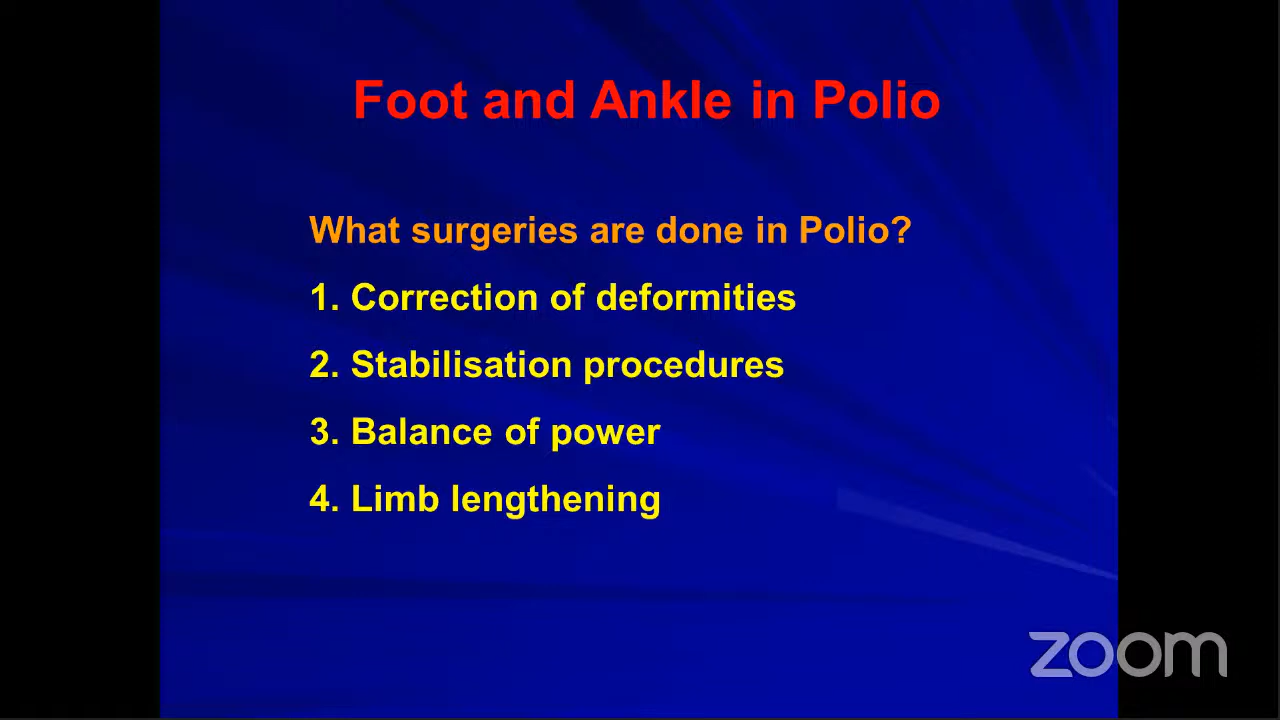 Foot and Ankle in Polio
What surgeries are done in Polio?
1. Correction of deformities
2. Stabilisation procedures
3. Balance of power
4. Limb lengthening
zoom